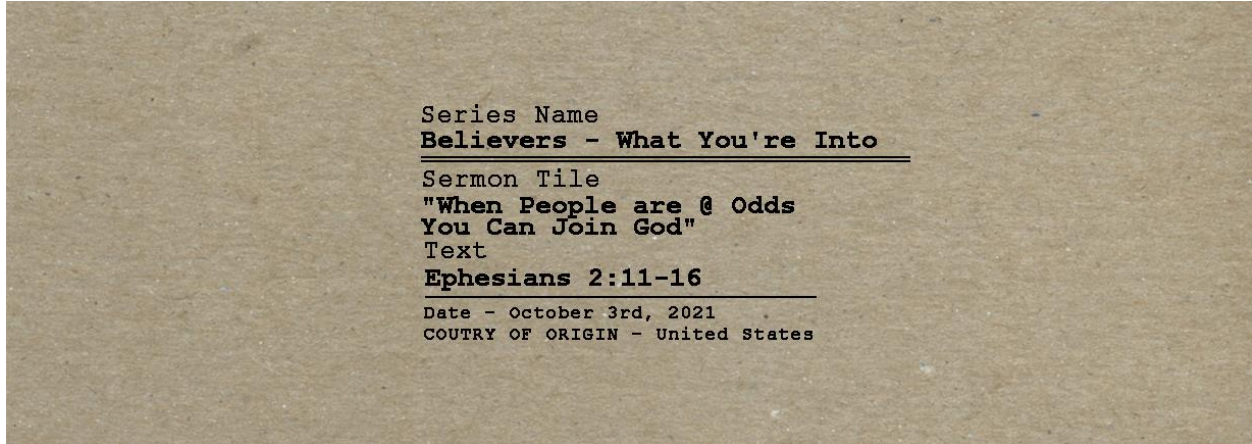 Series Name
Believers - What You're Into
Sermon Tile
"When People are @ Odds
You Can Join God"
Text
Ephesians 2:11-16
Date - October 3rd, 2021
COUTRY OF ORIGIN - United States